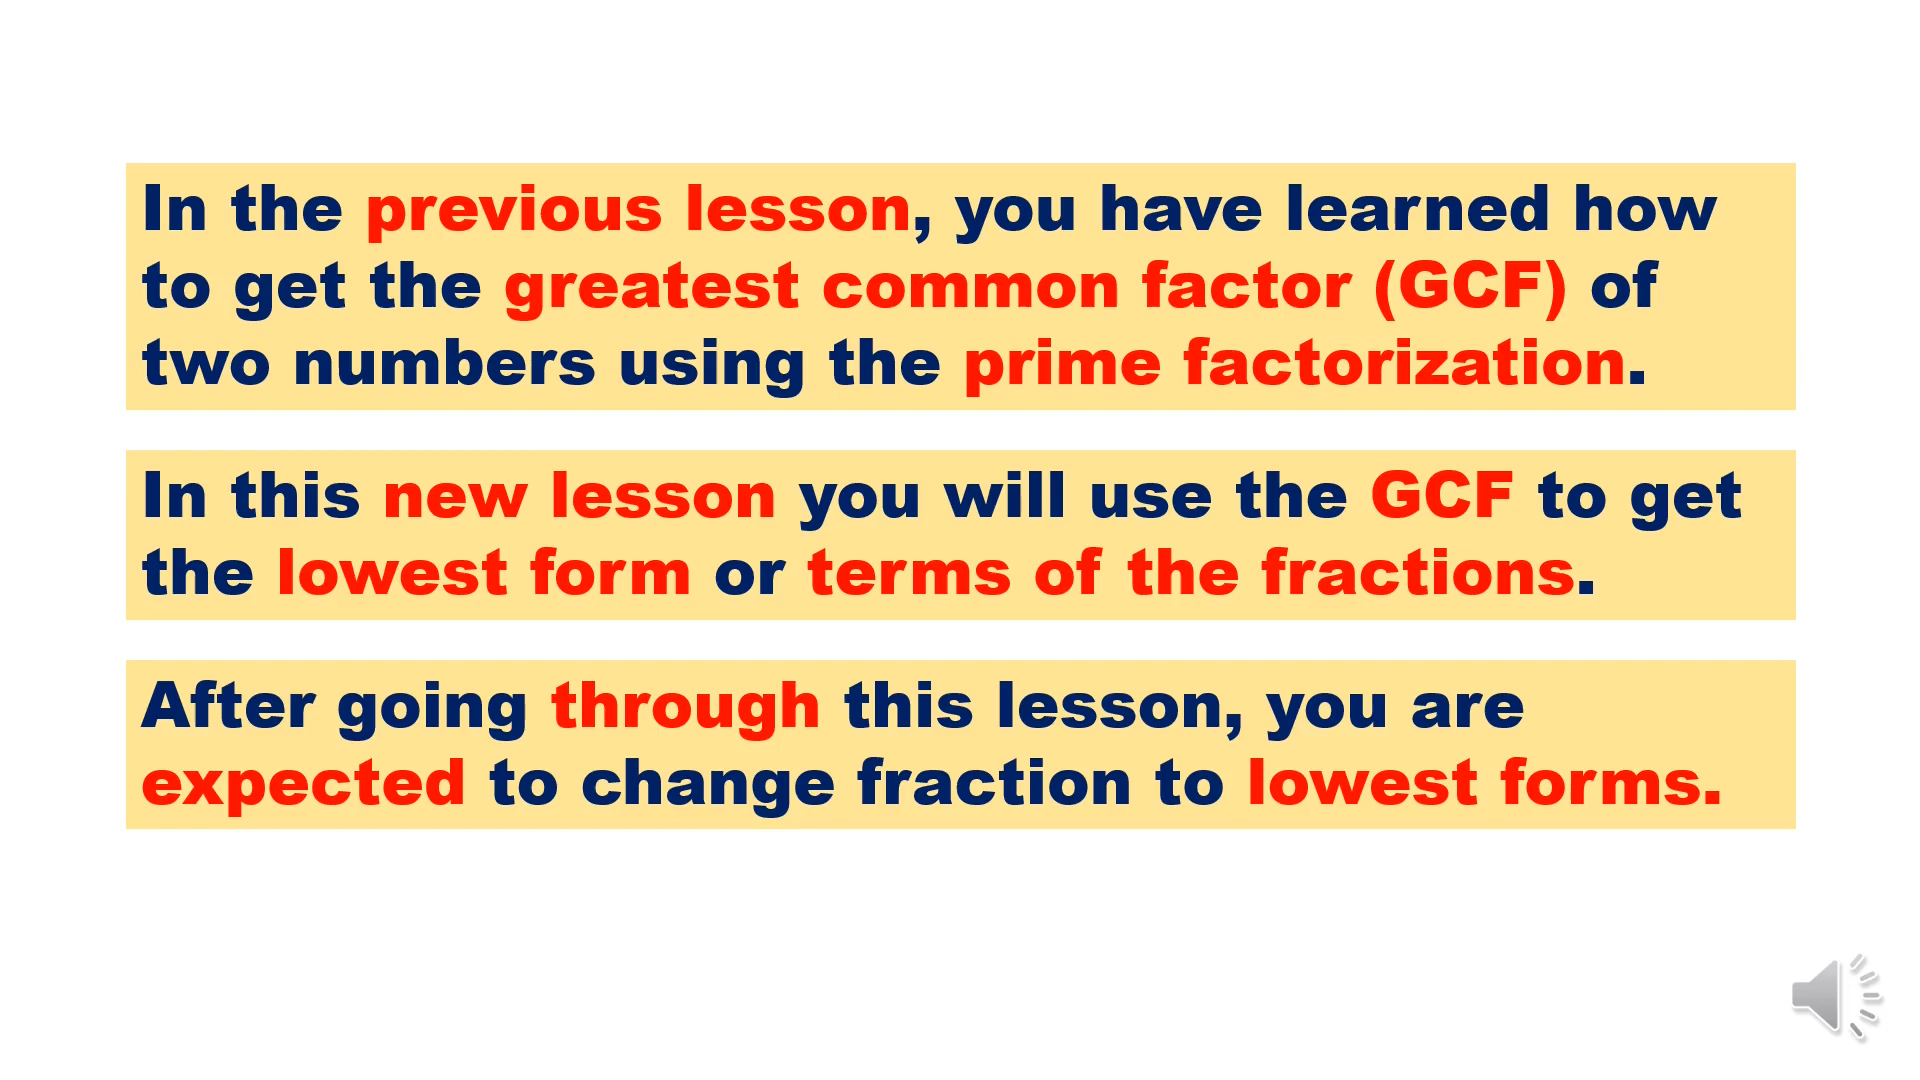 In the previous lesson, you have learned how
to get the greatest common factor (GCF) of
two numbers using the prime factorization.
In this new lesson you will use the GCF to get
the lowest form or terms of the fractions.
After going through this lesson, you are
expected to change fraction to lowest forms.